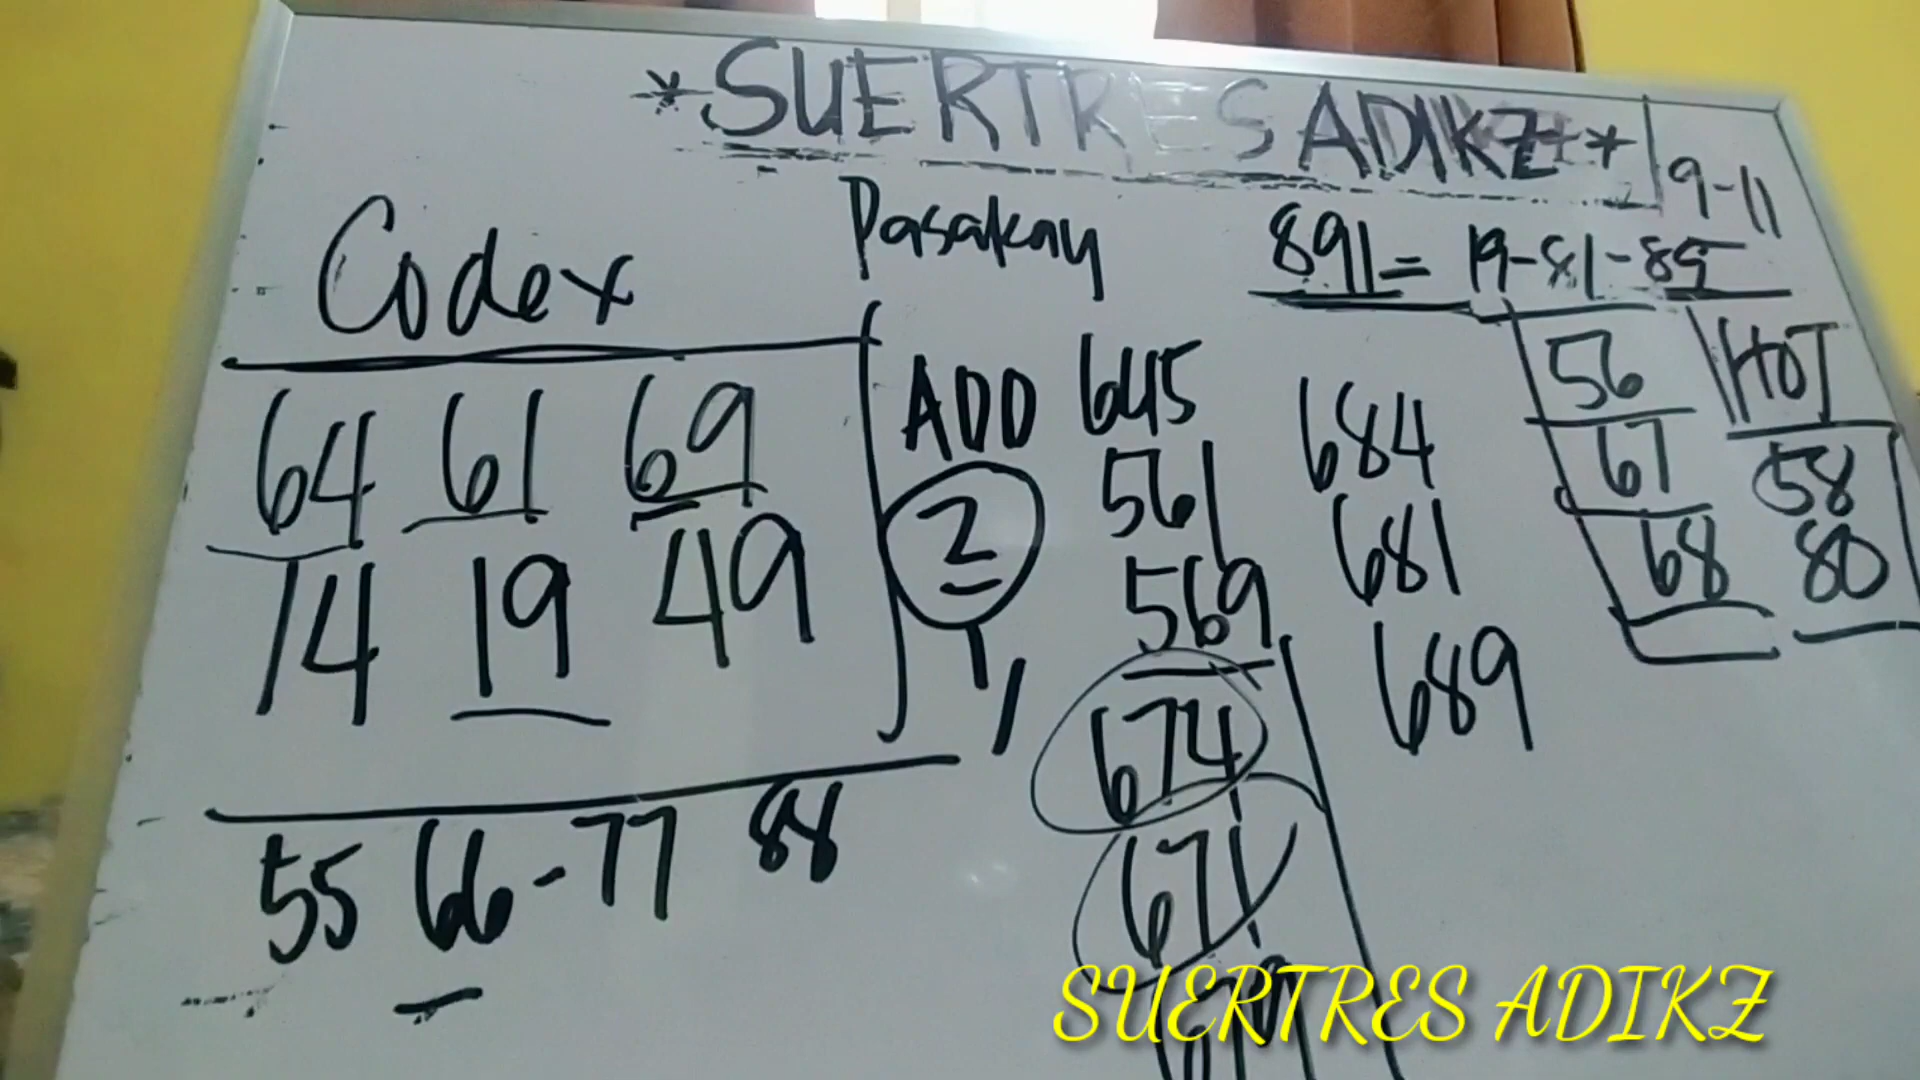 *SUERTRES ADIKZ*
9-11
Codex
Pasakay
891 = 19-81-89
64 61 69
14 19 49
55 66-77 88
ADD
2
645
561
569
674
671
679
684
681
689
56
67
68
HOT
58
80
SUERTRES ADIKZ